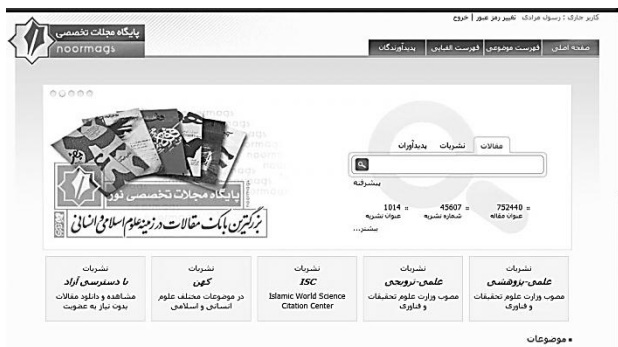 کاربر جاری : رسول مرادی  تغییر رمز عبور | خروج
پایگاه مجلات تخصصی
noormags
صفحه اصلی  فهرست موضوعی  فهرست الفبایی  پدیدآورندگان
مقالات  نشریات  پدیدآوران
پیشرفته
752440 =  45607 =  1014 =
عنوان مقاله  شماره نشریه  عنوان نشریه
بیشتر...
پایگاه مجلات تخصصی نور
بزرگترین بانک مقالات در زمینه علوم اسلامی و انسانی
نشریات
علمی-پژوهشی
مصوب وزارت علوم تحقیقات
و فناوری
نشریات
علمی-ترویجی
مصوب وزارت علوم تحقیقات
و فناوری
نشریات
ISC
Islamic World Science
Citation Center
نشریات
کهن
در موضوعات مختلف علوم
انسانی و اسلامی
نشریات
با دسترسی آزاد
مشاهده و دانلود مقالات
بدون نیاز به عضویت
موضوعات